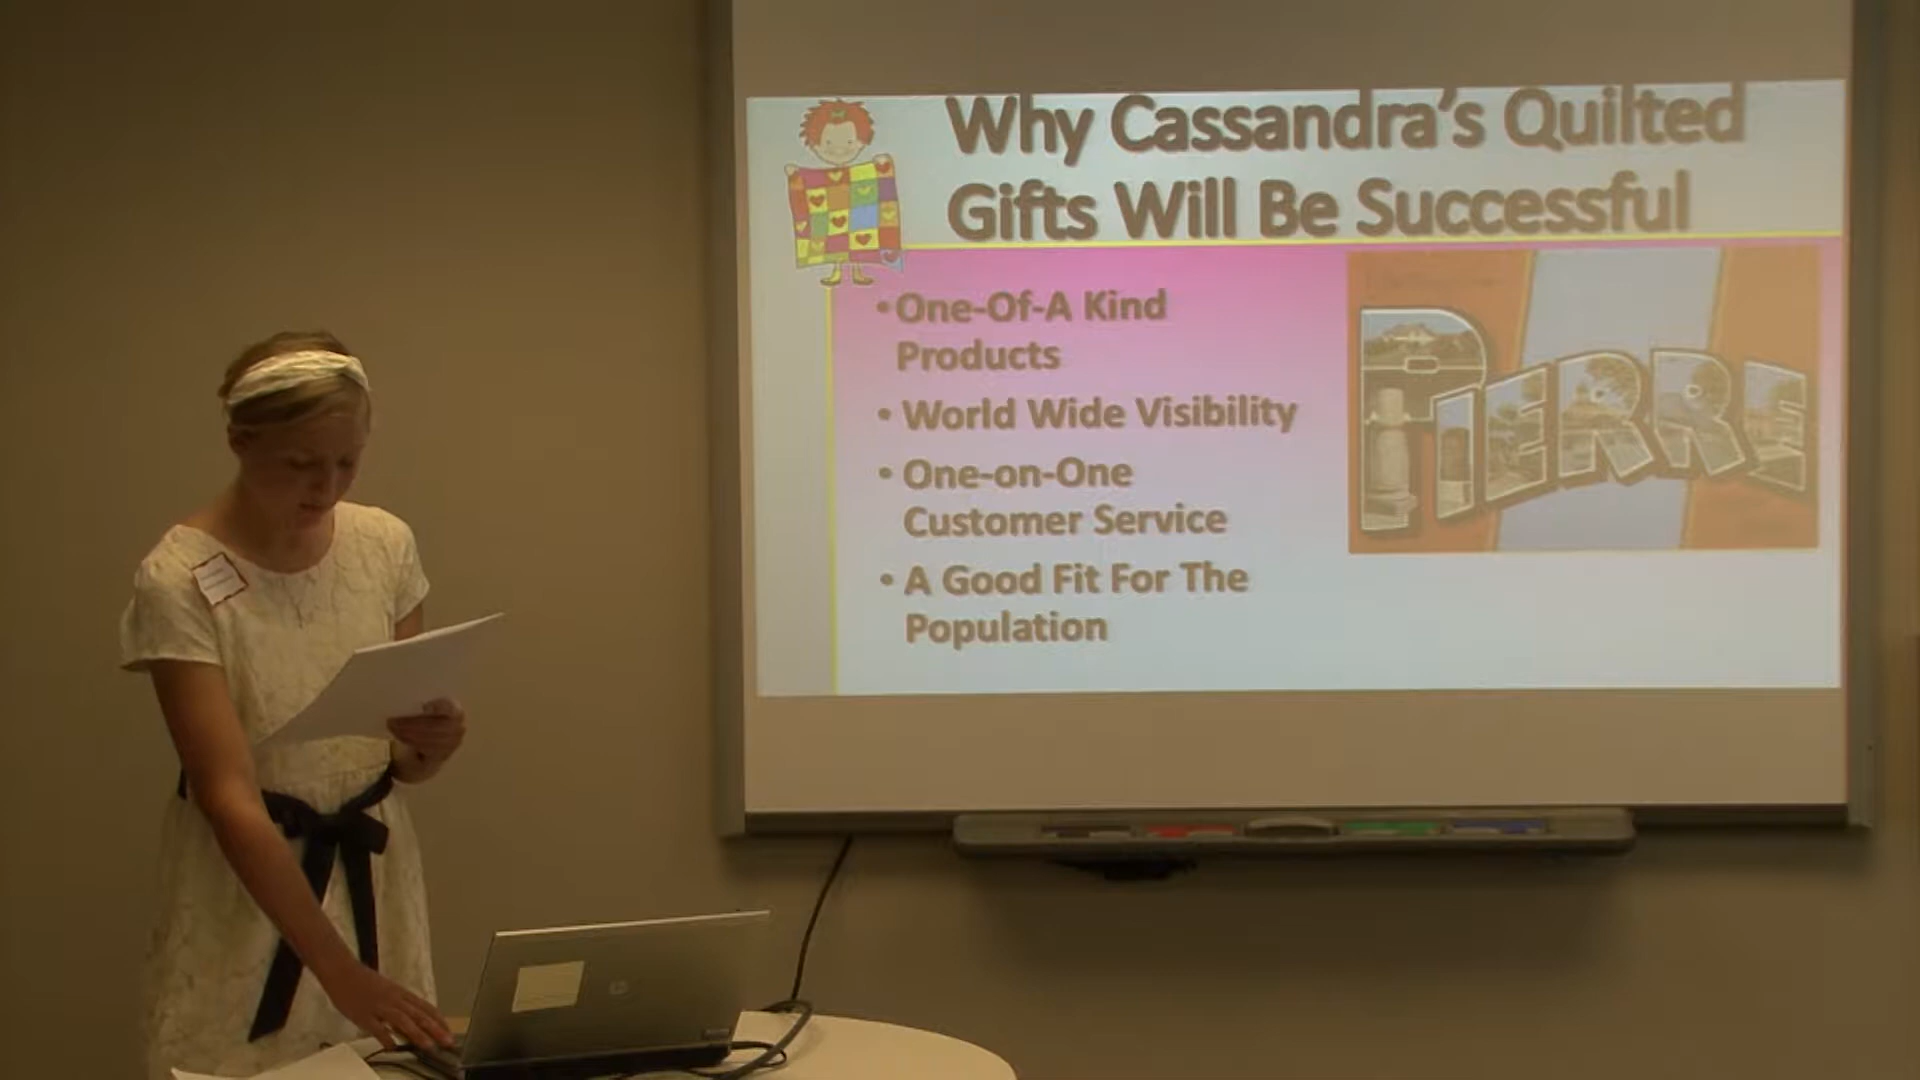 Why Cassandra's Quilted
Gifts Will Be Successful
• One-Of-A Kind
Products
• World Wide Visibility
• One-on-One
Customer Service
• A Good Fit For The
Population
PIERRE
hp